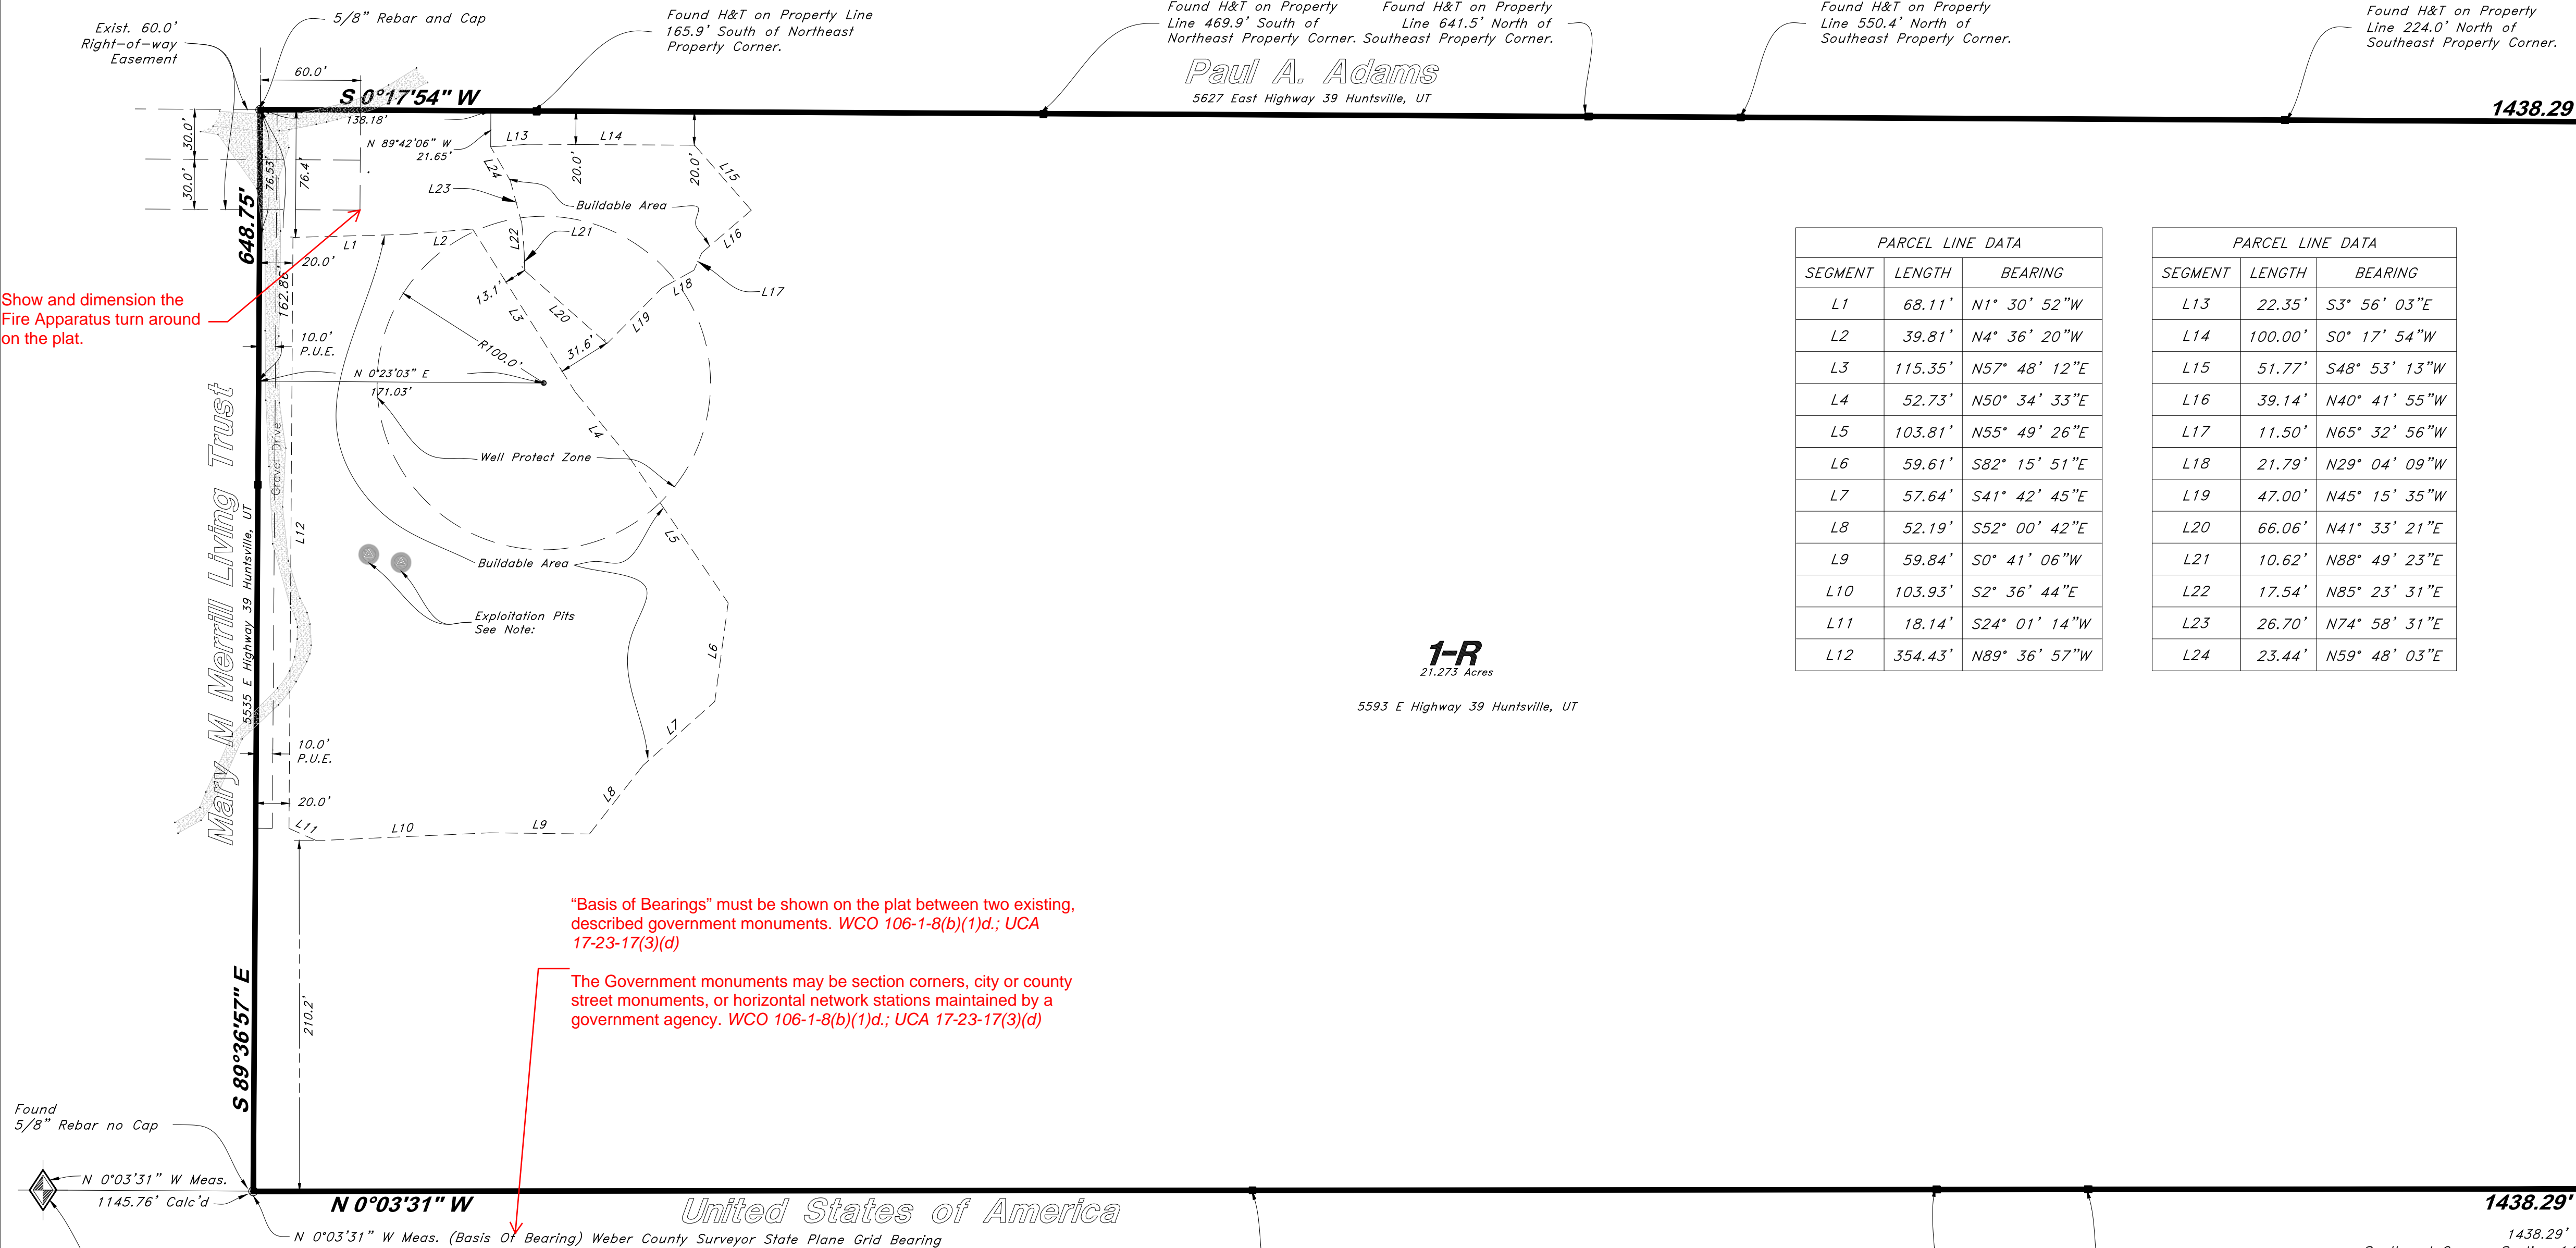 Exist. 60.0'
Right-of-way
Easement
5/8" Rebar and Cap
Found H&T on Property Line
165.9' South of Northeast
Property Corner.
Found H&T on Property
Line 469.9' South of
Northeast Property Corner.
Found H&T on Property
Line 641.5' North of
Southeast Property Corner.
Found H&T on Property
Line 550.4' North of
Southeast Property Corner.
Found H&T on Property
Line 224.0' North of
Southeast Property Corner.
Paul A. Adams
5627 East Highway 39 Huntsville, UT
60.0'
S 0°17'54" W
138.18'
1438.29
30.0'
30.0'
76.53'
76.4'
N 89°42'06" W
21.65'
L13
L14
L24
20.0'
20.0'
L15
L23
Buildable Area
L16
L22
L21
L1
L2
L17
L18
20.0'
13.1'
L3
L20
L19
31.6'
648.75'
162.86'
Show and dimension the
Fire Apparatus turn around
on the plat.
10.0'
P.U.E.
R100.0'
N 0°23'03" E
171.03'
L4
Well Protect Zone
Mary M Merrill Living Trust
5535 E Highway 39 Huntsville, UT
Gravel Drive
L12
L5
Buildable Area
Exploitation Pits
See Note:
L6
L7
10.0'
P.U.E.
L8
20.0'
L11
L10
L9
1-R
21.273 Acres
5593 E Highway 39 Huntsville, UT
PARCEL LINE DATA
SEGMENT LENGTH BEARING
L1 68.11' N1° 30' 52"W
L2 39.81' N4° 36' 20"W
L3 115.35' N57° 48' 12"E
L4 52.73' N50° 34' 33"E
L5 103.81' N55° 49' 26"E
L6 59.61' S82° 15' 51"E
L7 57.64' S41° 42' 45"E
L8 52.19' S52° 00' 42"E
L9 59.84' S0° 41' 06"W
L10 103.93' S2° 36' 44"E
L11 18.14' S24° 01' 14"W
L12 354.43' N89° 36' 57"W
PARCEL LINE DATA
SEGMENT LENGTH BEARING
L13 22.35' S3° 56' 03"E
L14 100.00' S0° 17' 54"W
L15 51.77' S48° 53' 13"W
L16 39.14' N40° 41' 55"W
L17 11.50' N65° 32' 56"W
L18 21.79' N29° 04' 09"W
L19 47.00' N45° 15' 35"W
L20 66.06' N41° 33' 21"E
L21 10.62' N88° 49' 23"E
L22 17.54' N85° 23' 31"E
L23 26.70' N74° 58' 31"E
L24 23.44' N59° 48' 03"E
“Basis of Bearings” must be shown on the plat between two existing,
described government monuments. WCO 106-1-8(b)(1)d.; UCA
17-23-17(3)(d)
The Government monuments may be section corners, city or county
street monuments, or horizontal network stations maintained by a
government agency. WCO 106-1-8(b)(1)d.; UCA 17-23-17(3)(d)
S 89°36'57" E
210.2'
Found
5/8" Rebar no Cap
N 0°03'31" W Meas.
1145.76' Calc'd
N 0°03'31" W
United States of America
1438.29'
N 0°03'31" W Meas. (Basis Of Bearing) Weber County Surveyor State Plane Grid Bearing
1438.29'